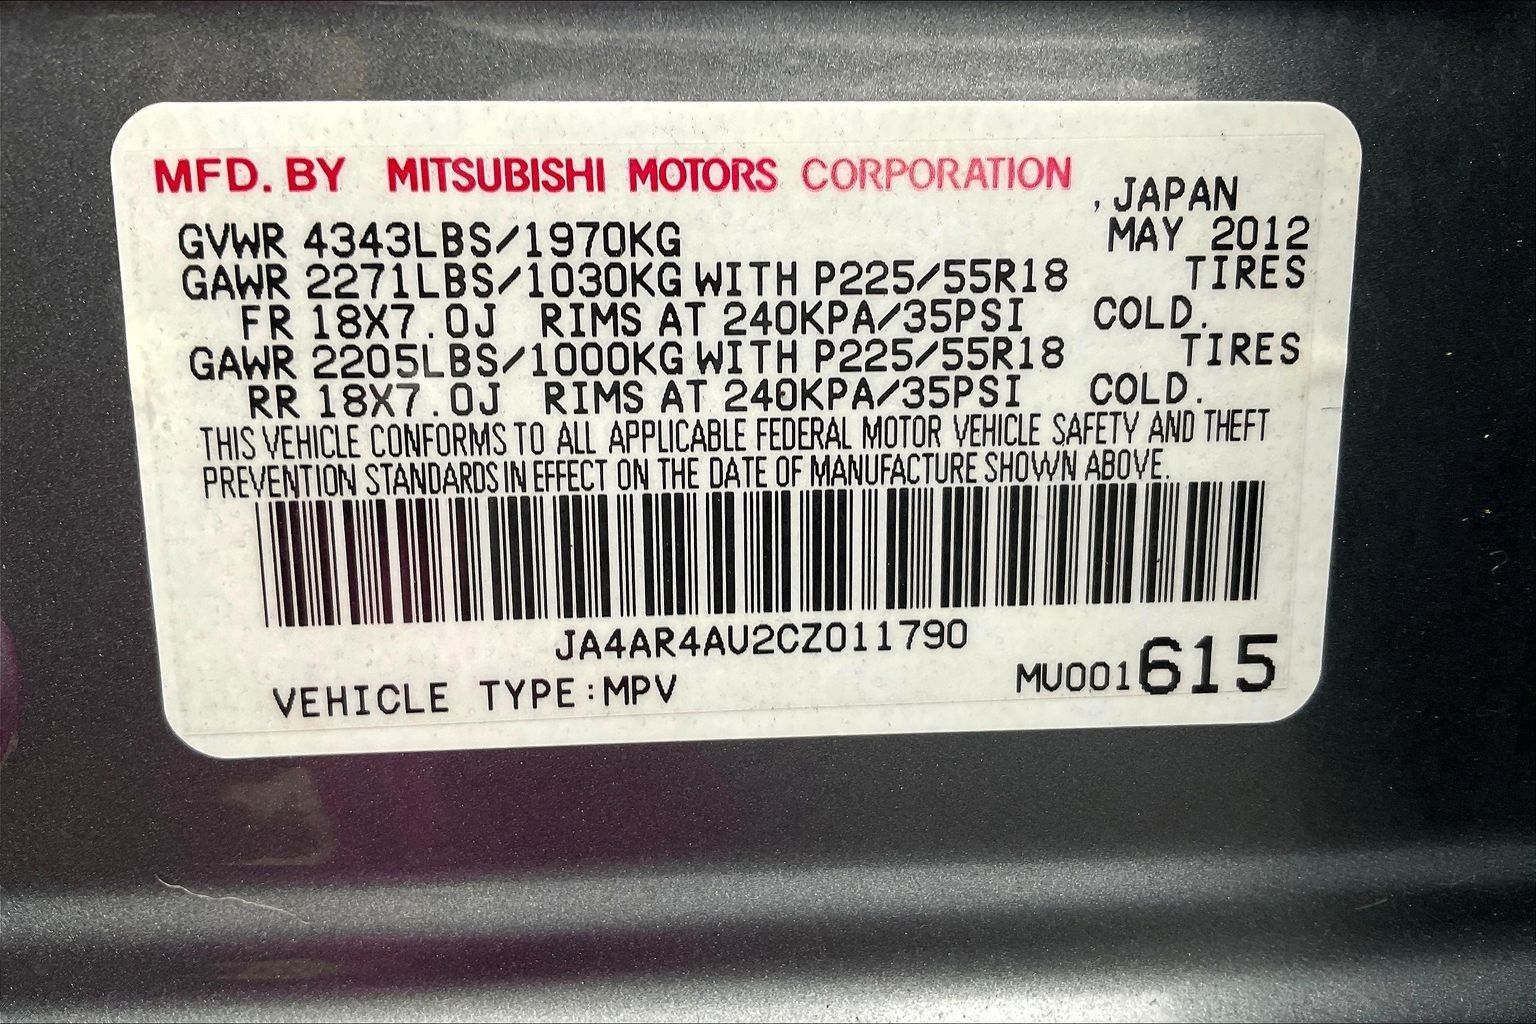 MFD. BY MITSUBISHI MOTORS CORPORATION
, JAPAN
GVWR 4343LBS/1970KG MAY 2012
GAWR 2271LBS/1030KG WITH P225/55R18 TIRES
FR 18X7.0J RIMS AT 240KPA/35PSI COLD.
GAWR 2205LBS/1000KG WITH P225/55R18 TIRES
RR 18X7.0J RIMS AT 240KPA/35PSI COLD.
THIS VEHICLE CONFORMS TO ALL APPLICABLE FEDERAL MOTOR VEHICLE SAFETY AND THEFT
PREVENTION STANDARDS IN EFFECT ON THE DATE OF MANUFACTURE SHOWN ABOVE.
JA4AR4AU2CZ011790
VEHICLE TYPE:MPV MU001615